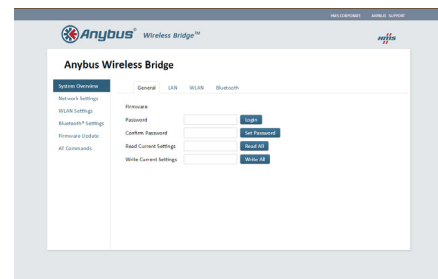 HMS CORPORATE ANYBUS SUPPORT
Anybus® Wireless Bridge™
HMS
Anybus Wireless Bridge
System Overview
Network Settings
WLAN Settings
Bluetooth® Settings
Firmware Update
AT Commands
General LAN WLAN Bluetooth
Firmware
Password Login
Confirm Password Set Password
Read Current Settings Read All
Write Current Settings Write All